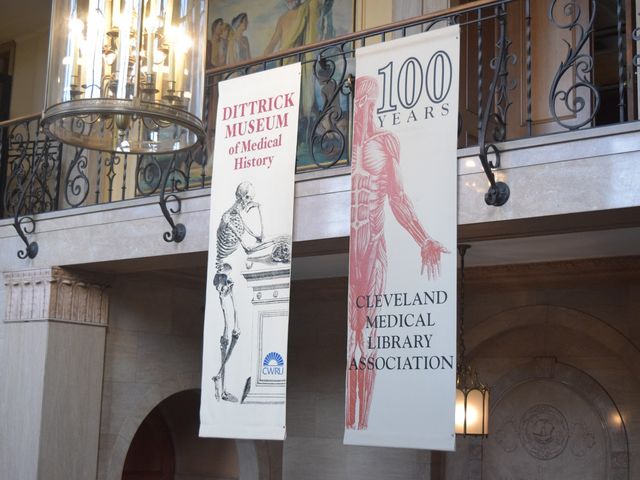 DITTRICK
MUSEUM
of Medical
History
CWRU
100
YEARS
CLEVELAND
MEDICAL
LIBRARY
ASSOCIATION